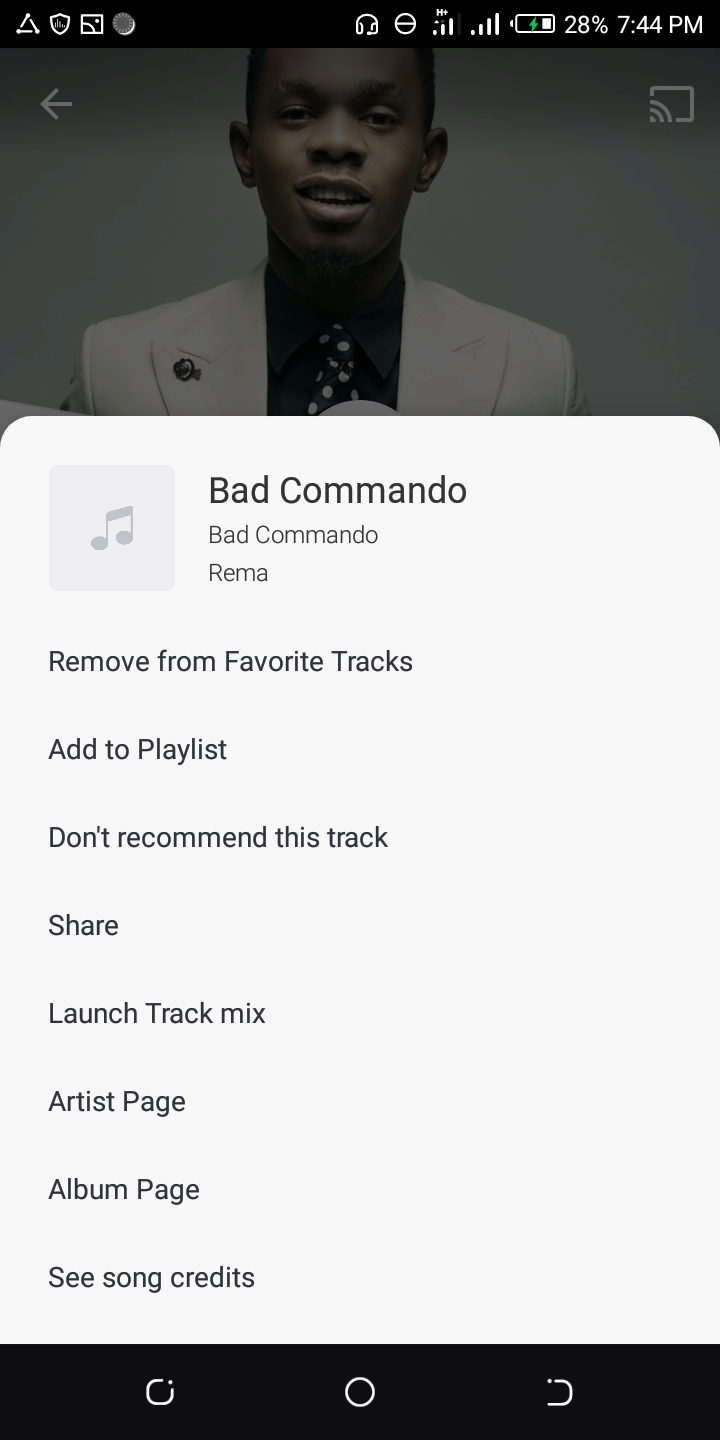 H+
28% 7:44 PM
Bad Commando
Bad Commando
Rema
Remove from Favorite Tracks
Add to Playlist
Don't recommend this track
Share
Launch Track mix
Artist Page
Album Page
See song credits